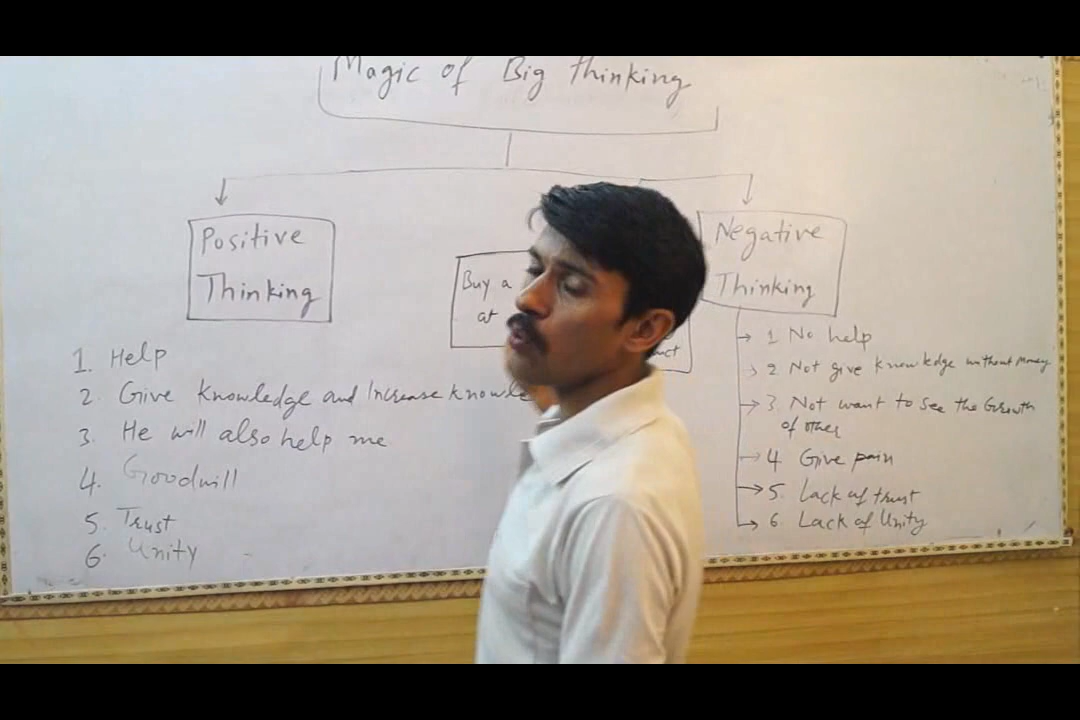 Magic of Big Thinking
Positive
Thinking
1. Help
2. Give Knowledge and Increase Knowle
3. He will also help me
4. Goodwill
5. Trust
6 Unity
Buy a
at
uct
Negative
Thinking
1 No help
2 Not give knowledge without money
3. Not want to see the Growth
of other
4 Give pain
5. Lack of trust
6 Lack of Unity